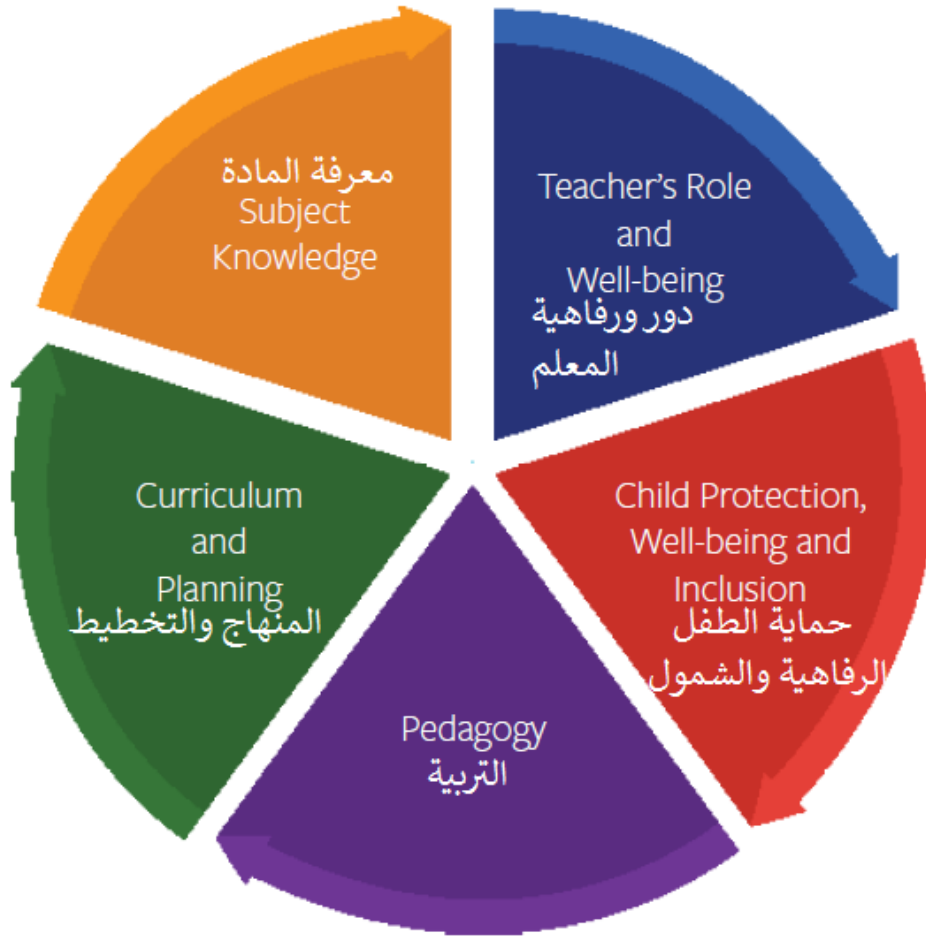 معرفة المادة
Subject
Knowledge
Teacher's Role
and
Well-being
دور ورفاهية
المعلم
Child Protection,
Well-being and
Inclusion
حماية الطفل
الرفاهية والشمول
Pedagogy
التربية
Curriculum
and
Planning
المنهاج والتخطيط